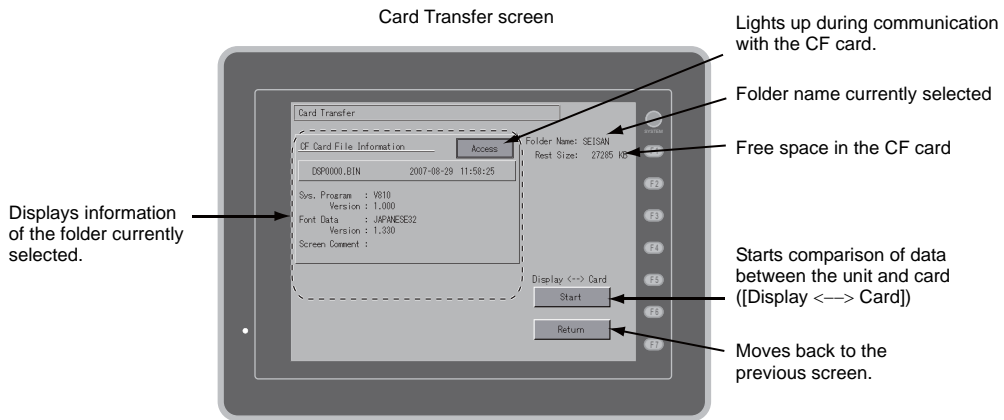 Card Transfer screen
Lights up during communication
with the CF card.
Folder name currently selected
Free space in the CF card
Displays information
of the folder currently
selected.
Starts comparison of data
between the unit and card
([Display <––> Card])
Moves back to the
previous screen.
Card Transfer
CF Card File Information
Access
Folder Name: SEISAN
Rest Size: 27285 KB
DSP0000.BIN 2007-08-29 11:58:25
Sys. Program : V810
Version : 1.000
Font Data : JAPANESE32
Version : 1.330
Screen Comment :
Display <--> Card
Start
Return
SYSTEM
F2
F3
F4
F5
F6
F7